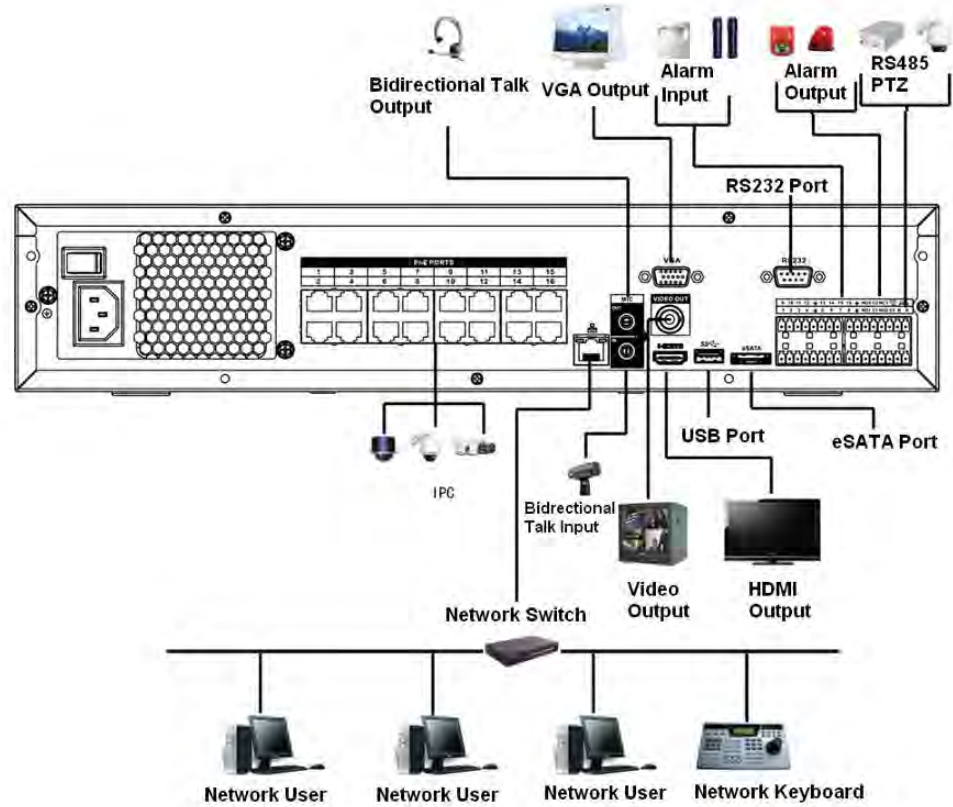 Bidirectional Talk
Output
VGA Output
Alarm
Input
Alarm
Output
RS485
PTZ
RS232 Port
PoE PORTS
1 3 5 7 9 11 13 15
2 4 6 8 10 12 14 16
MIC
VGA
VIDEO OUT
RS232
HDMI
eSATA
USB Port
eSATA Port
IPC
Bidrectional
Talk Input
Video
Output
HDMI
Output
Network Switch
Network User
Network User
Network User
Network Keyboard